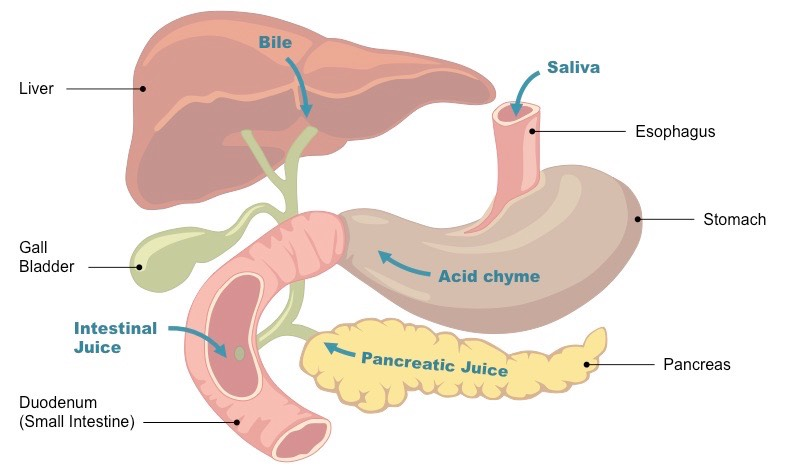 Bile
Saliva
Liver
Esophagus
Stomach
Gall
Bladder
Acid chyme
Intestinal
Juice
Pancreatic Juice
Pancreas
Duodenum
(Small Intestine)